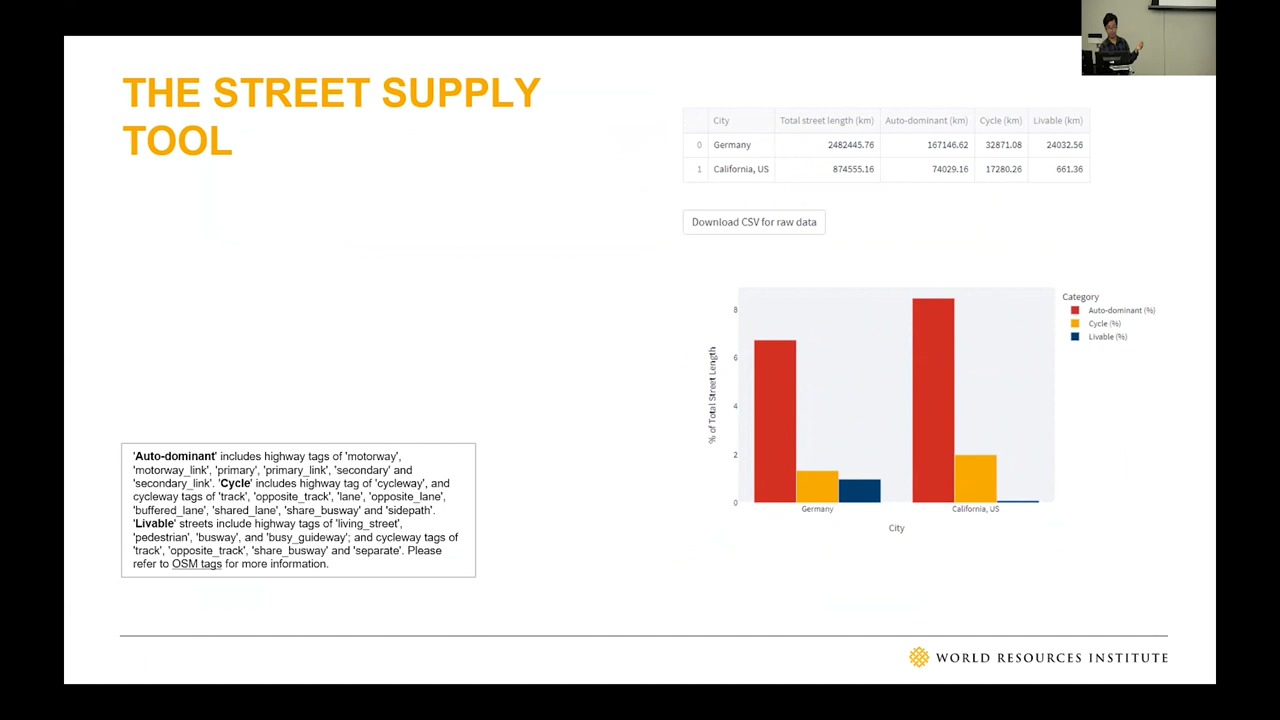 THE STREET SUPPLY
TOOL
City Total street length (km) Auto-dominant (km) Cycle (km) Livable (km)
0 Germany 2482445.76 167146.62 32871.08 24032.56
1 California, US 874555.16 74029.16 17280.26 661.36
Download CSV for raw data
Category
Auto-dominant (%)
Cycle (%)
Livable (%)
% of Total Street Length
8
6
4
2
0
Germany California, US
City
'Auto-dominant' includes highway tags of 'motorway',
'motorway_link', 'primary', 'primary_link', 'secondary' and
'secondary_link'. 'Cycle' includes highway tag of 'cycleway', and
cycleway tags of 'track', 'opposite_track', 'lane', 'opposite_lane',
'buffered_lane', 'shared_lane', 'share_busway' and 'sidepath'.
'Livable' streets include highway tags of 'living_street',
'pedestrian', 'busway', and 'busy_guideway'; and cycleway tags of
'track', 'opposite_track', 'share_busway' and 'separate'. Please
refer to OSM tags for more information.
WORLD RESOURCES INSTITUTE